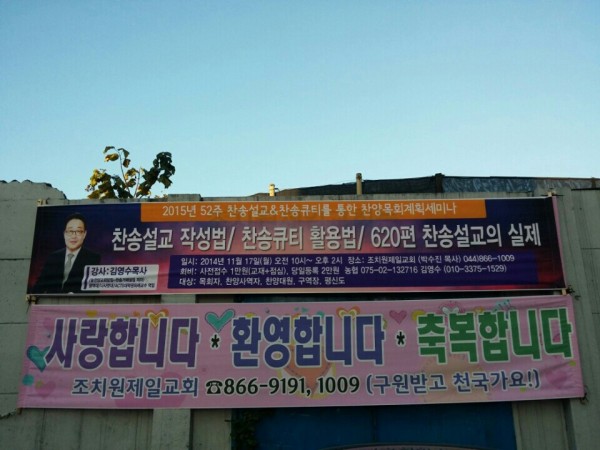 2015년 52주 찬송설교&찬송큐티를 통한 찬양목회계획세미나
찬송설교 작성법/ 찬송큐티 활용법/ 620편 찬송설교의 실제
강사:김영수목사
일시: 2014년 11월 17일(월) 오전 10시~ 오후 2시 장소: 조치원제일교회 (박수진 목사) 044)866-1009
회비: 사전접수 1만원(교재+점심), 당일등록 2만원 농협 075-02-132716 김영수 (010-3375-1529)
대상: 목회자, 찬양사역자, 찬양대원, 구역장, 평신도
사랑합니다 * 환영합니다 * 축복합니다
조치원제일교회 ☎866-9191, 1009 (구원받고 천국가요!)